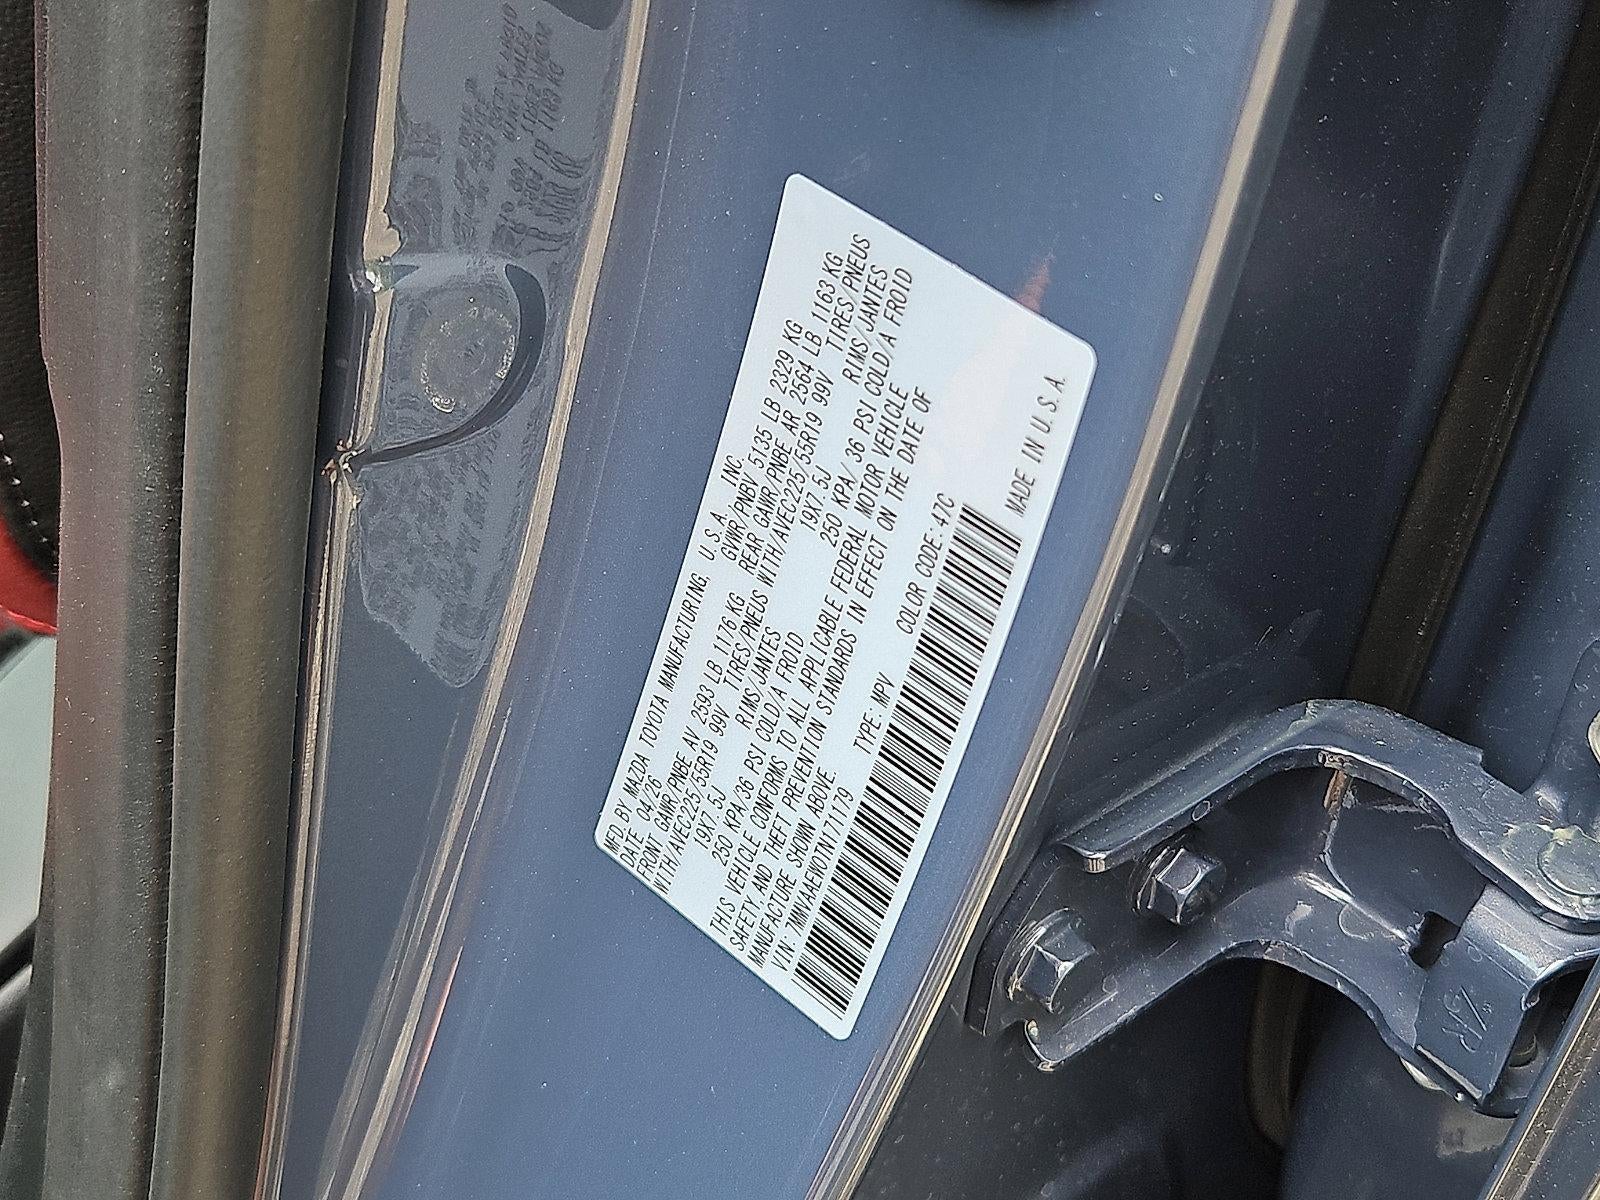 MFD BY MAZDA TOYOTA MANUFACTURING, U.S.A., INC.
DATE 04/26 GVWR/PNBV 5135 LB 2329 KG
FRONT GAWR/PNBE AV 2593 LB 1176 KG REAR GAWR/PNBE AR 2564 LB 1163 KG
WITH/AVEC225/55R19 99V TIRES/PNEUS WITH/AVEC225/55R19 99V TIRES/PNEUS
19X7.5J RIMS/JANTES 19X7.5J RIMS/JANTES
250 KPA/36 PSI COLD/A FROID 250 KPA/ 36 PSI COLD/A FROID
THIS VEHICLE CONFORMS TO ALL APPLICABLE FEDERAL MOTOR VEHICLE
SAFETY, AND THEFT PREVENTION STANDARDS IN EFFECT ON THE DATE OF
MANUFACTURE SHOWN ABOVE.
VIN: 7MMVAAEW0TN171179 TYPE: MPV COLOR CODE: 47C
MADE IN U.S.A.